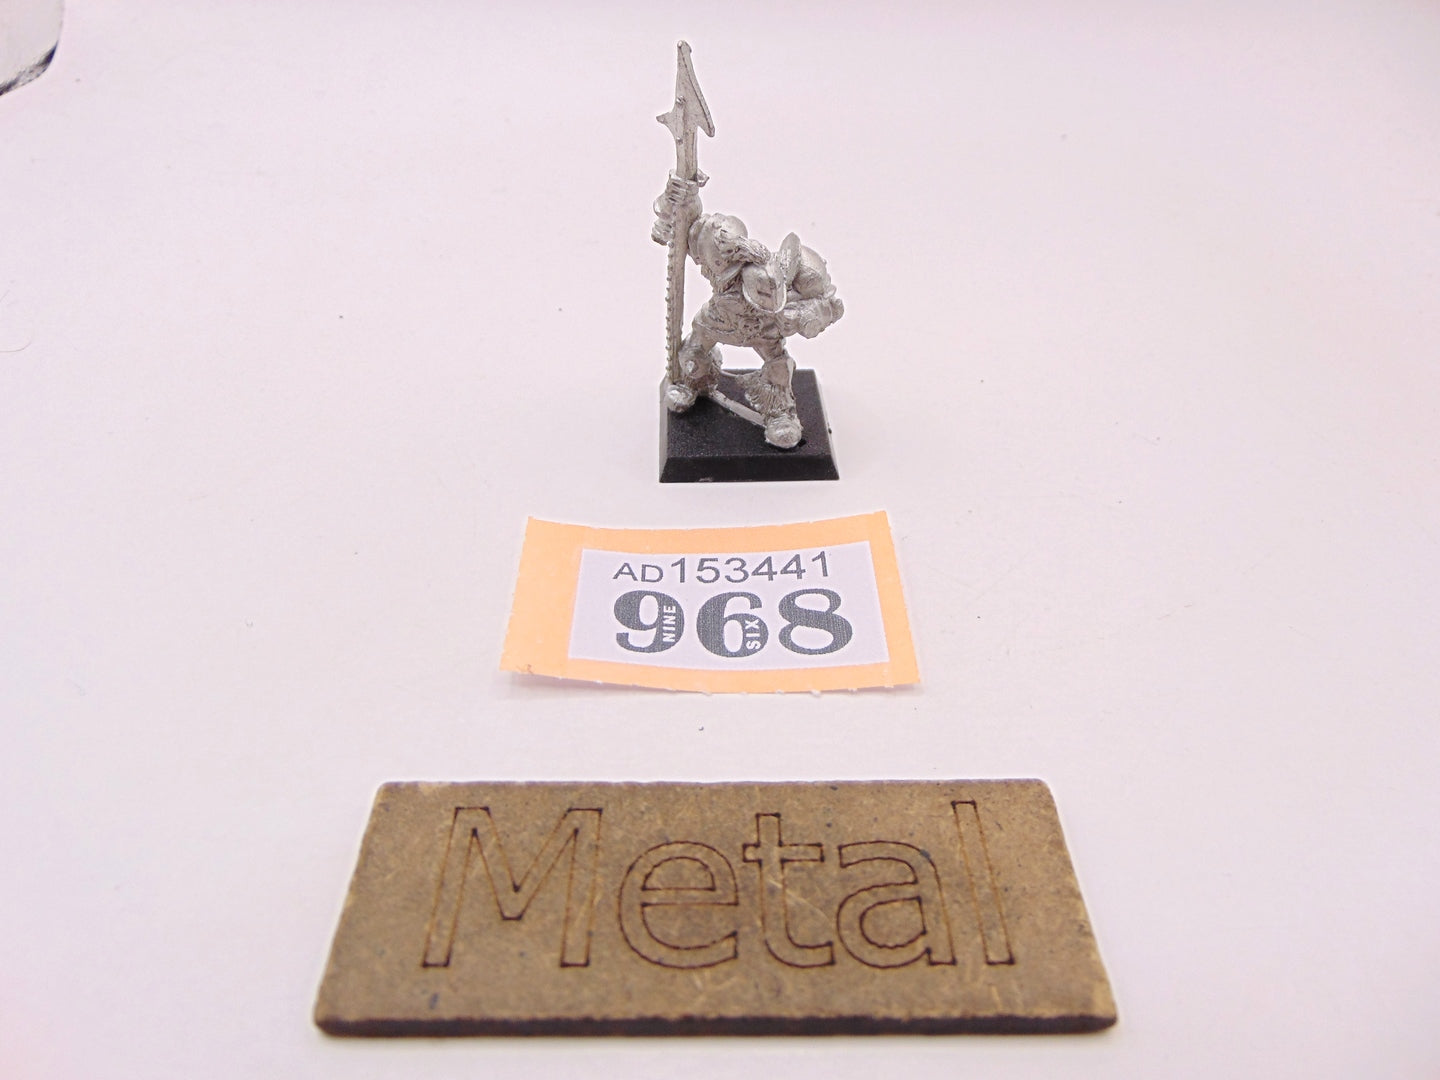 AD153441
968
NINE
SIX
Metal